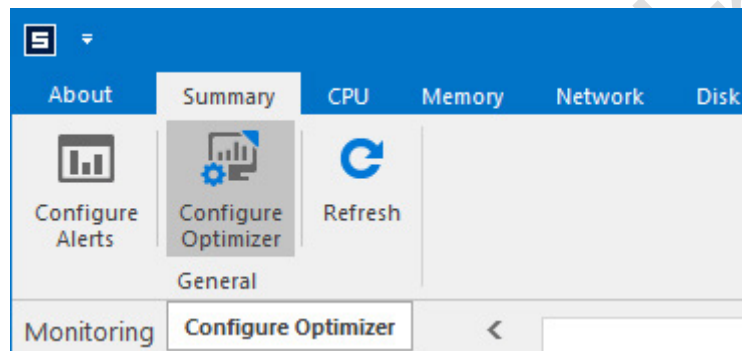 S
About Summary CPU Memory Network Disk
Configure Alerts
Configure Optimizer
Refresh
General
Monitoring
Configure Optimizer